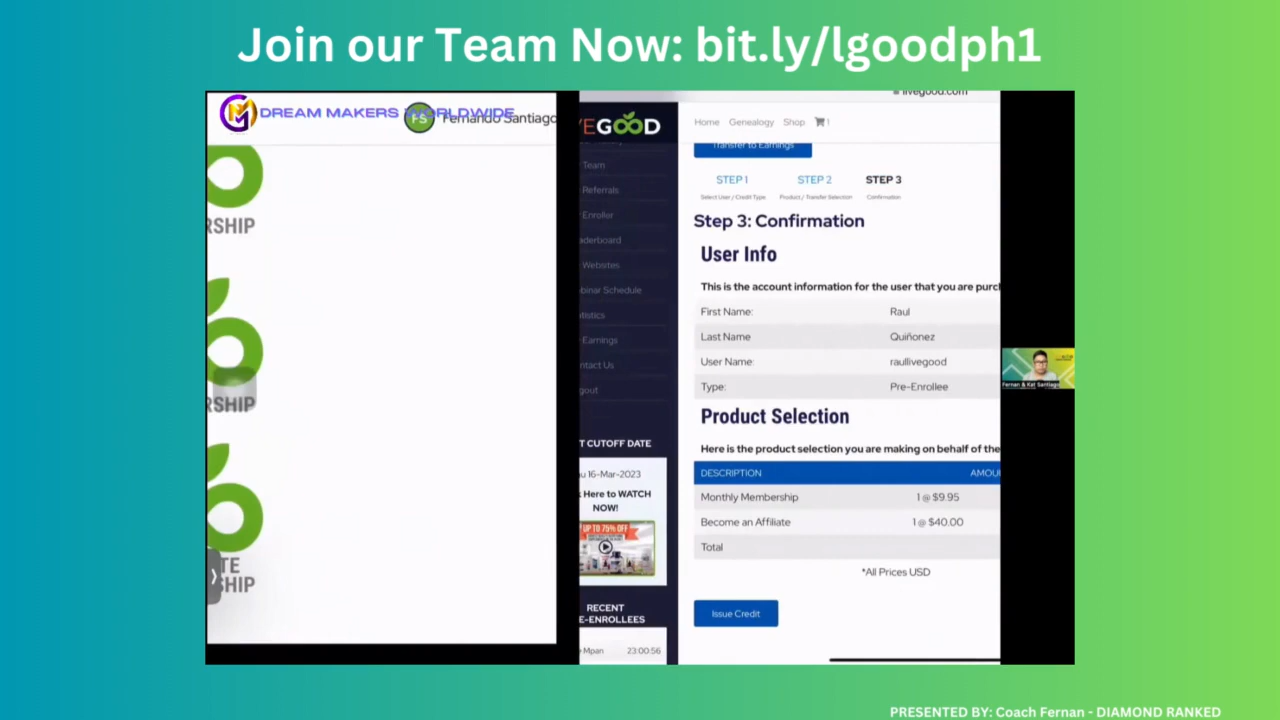 Join our Team Now: bit.ly/lgoodph1
DREAM MAKERS WORLDWIDE
FS Fernando Santiago
RSHIP
RSHIP
TE
SHIP
livegood.com
EGOOD
Home Genealogy Shop 1
Transfer to Earnings
Team
Referrals
Enroller
aderboard
Websites
binar Schedule
tistics
Earnings
ntact Us
gout
T CUTOFF DATE
u 16-Mar-2023
Here to WATCH
NOW!
UP TO 75% OFF
RECENT
E-ENROLLEES
Mpan 23:00:56
STEP 1 STEP 2 STEP 3
Select User / Credit Type Product / Transfer Selection Confirmation
Step 3: Confirmation
User Info
This is the account information for the user that you are purc
First Name: Raul
Last Name Quiñonez
User Name: raullivegood
Type: Pre-Enrollee
Product Selection
Here is the product selection you are making on behalf of the
DESCRIPTION AMOU
Monthly Membership 1 @ $9.95
Become an Affiliate 1 @ $40.00
Total
*All Prices USD
Issue Credit
Fernan & Kat Santiago
PRESENTED BY: Coach Fernan - DIAMOND RANKED